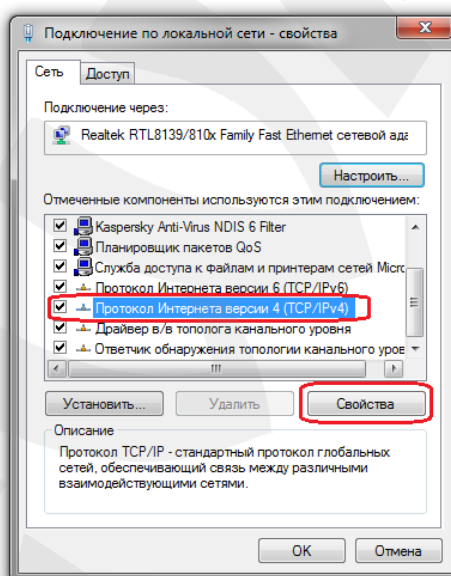 Подключение по локальной сети - свойства
Сеть Доступ
Подключение через:
Realtek RTL8139/810x Family Fast Ethernet сетевой ада
Настроить...
Отмеченные компоненты используются этим подключением:
Kaspersky Anti-Virus NDIS 6 Filter
Планировщик пакетов QoS
Служба доступа к файлам и принтерам сетей Micro
Протокол Интернета версии 6 (TCP/IPv6)
Протокол Интернета версии 4 (TCP/IPv4)
Драйвер в/в тополога канального уровня
Ответчик обнаружения топологии канального уров
Установить... Удалить Свойства
Описание
Протокол TCP/IP - стандартный протокол глобальных
сетей, обеспечивающий связь между различными
взаимодействующими сетями.
OK Отмена